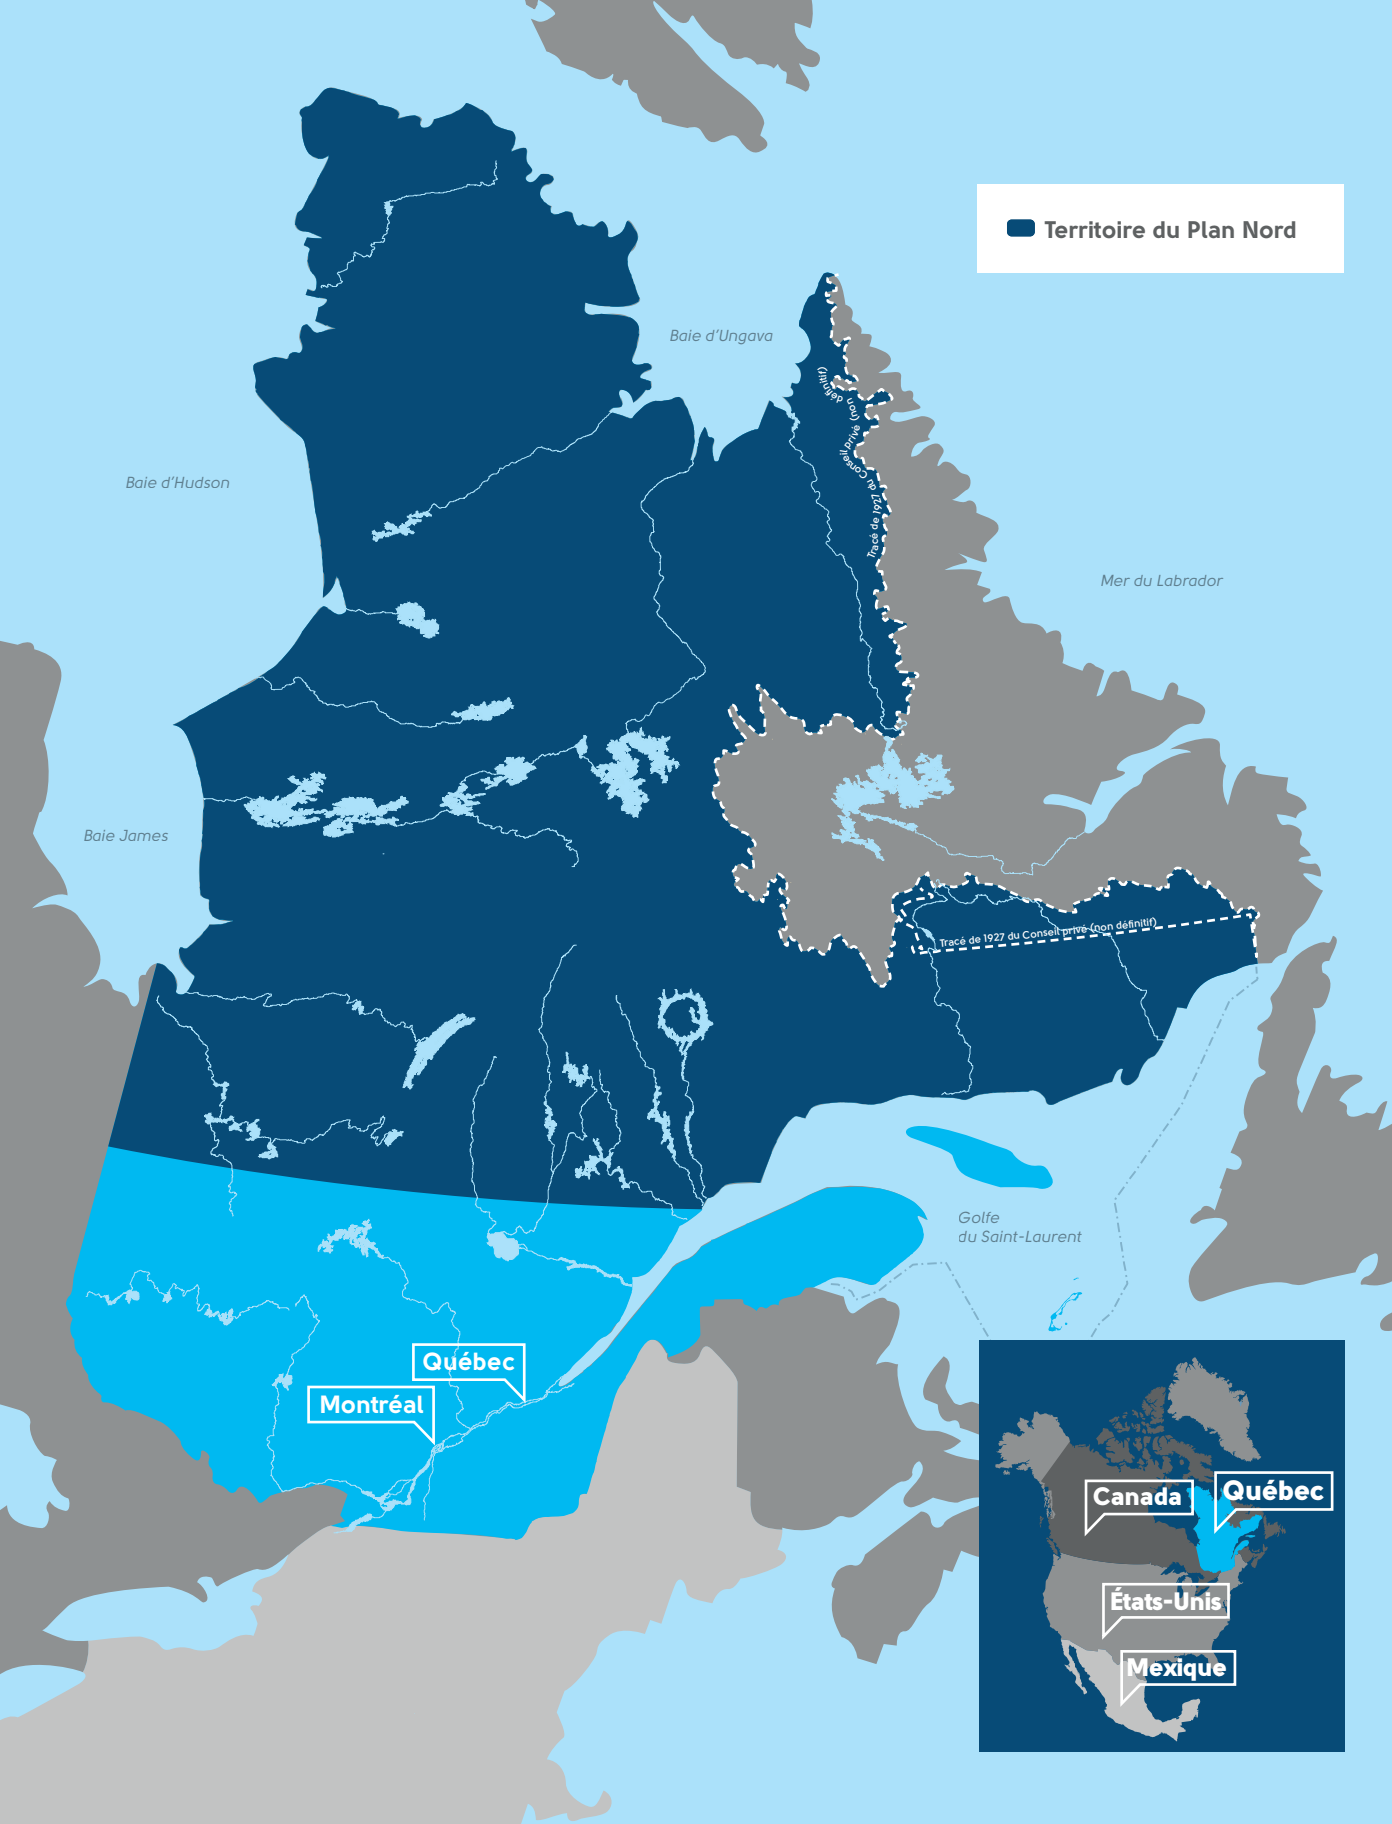 Territoire du Plan Nord
Baie d'Ungava
Tracé de 1927 du Conseil privé (non définitif)
Baie d'Hudson
Mer du Labrador
Baie James
Tracé de 1927 du Conseil privé (non définitif)
Golfe
du Saint-Laurent
Québec
Montréal
Canada
Québec
États-Unis
Mexique